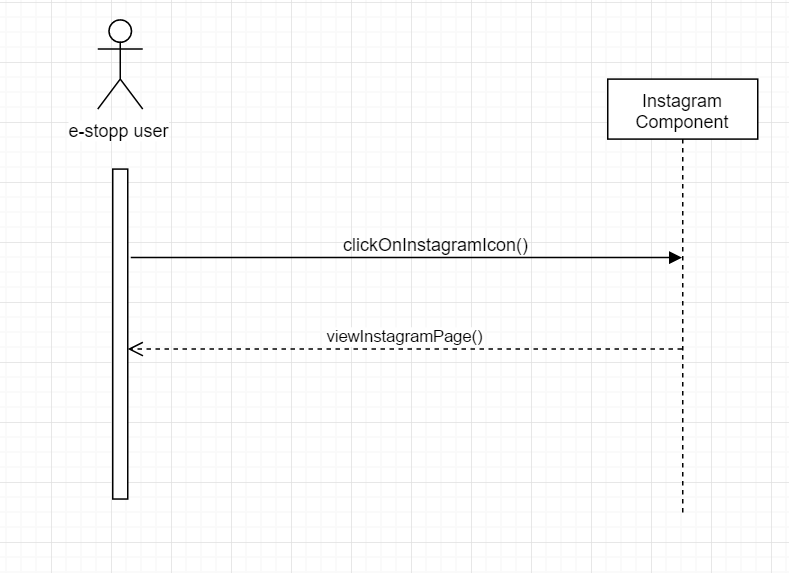 e-stopp user
Instagram
Component
clickOnInstagramIcon()
viewInstagramPage()